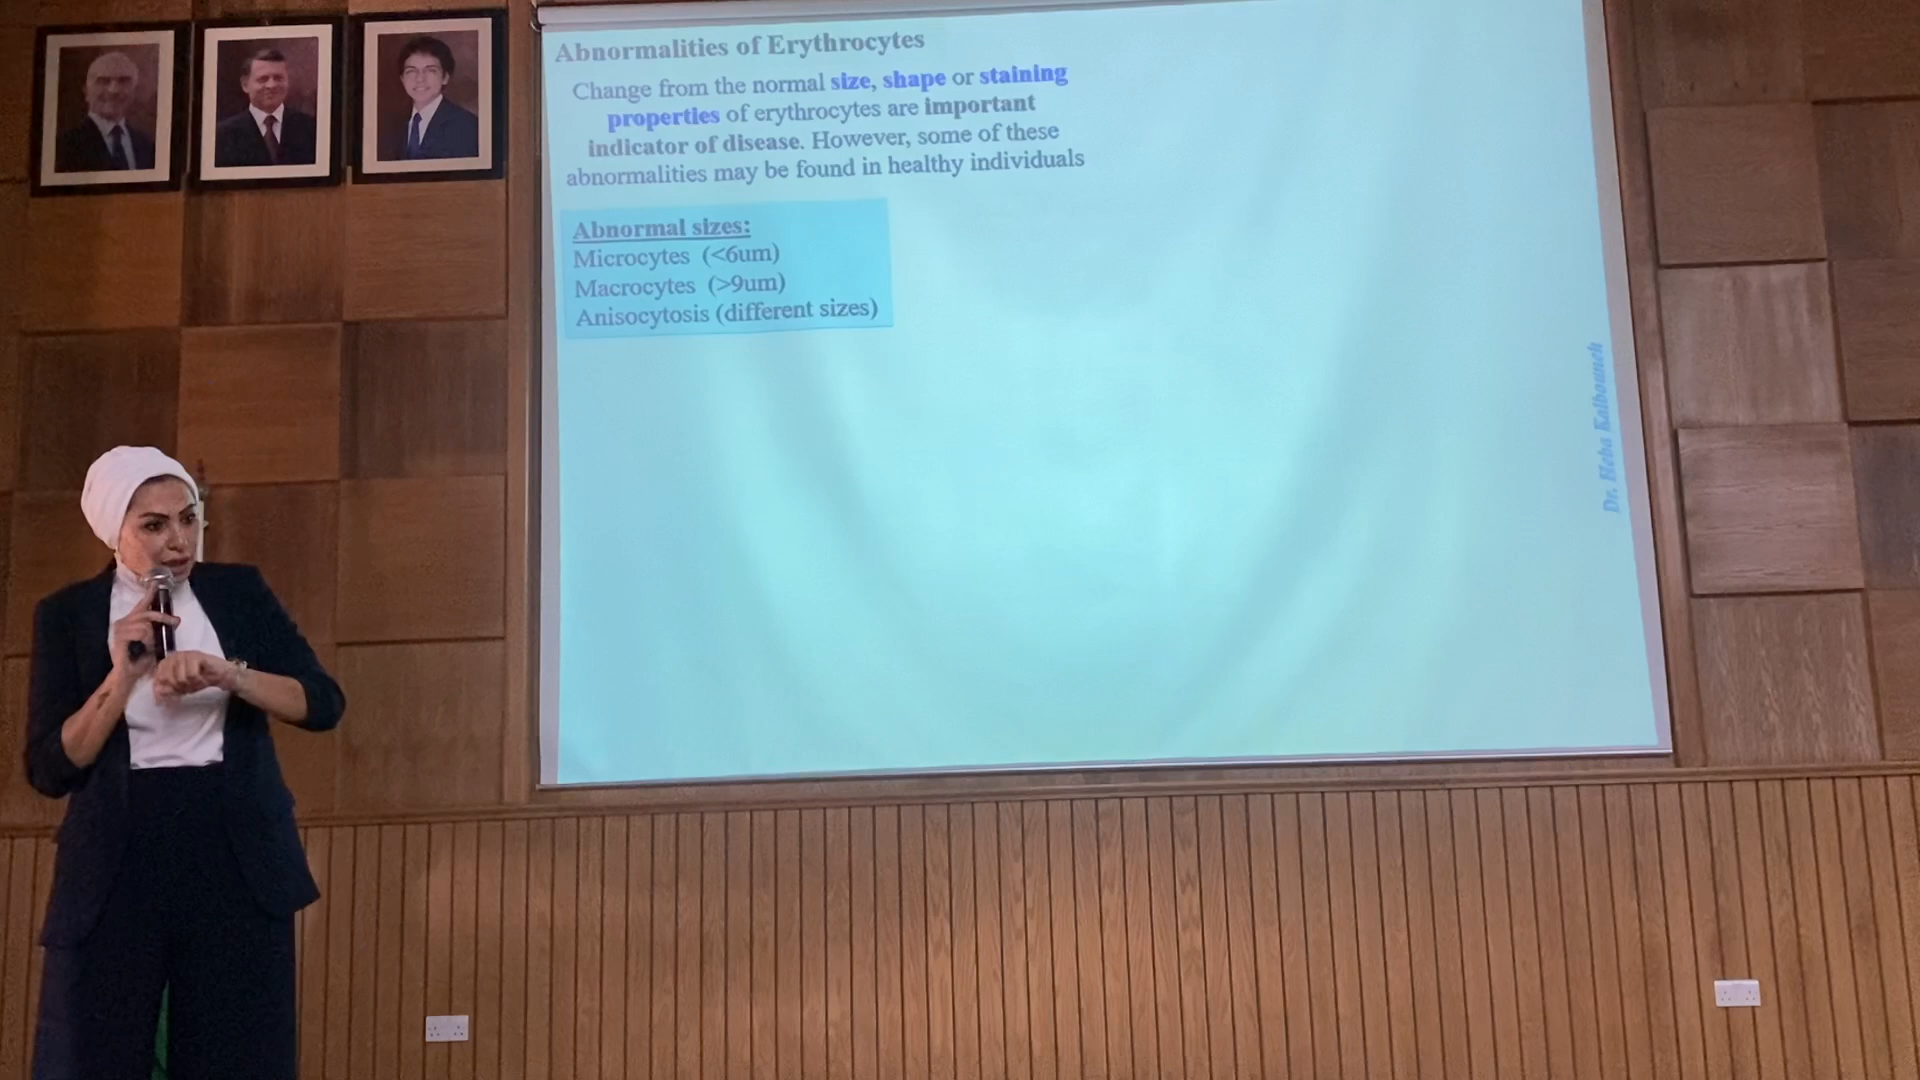 Abnormalities of Erythrocytes
Change from the normal size, shape or staining
properties of erythrocytes are important
indicator of disease. However, some of these
abnormalities may be found in healthy individuals
Abnormal sizes:
Microcytes (<6um)
Macrocytes (>9um)
Anisocytosis (different sizes)
Dr. Heba Kalbouneh